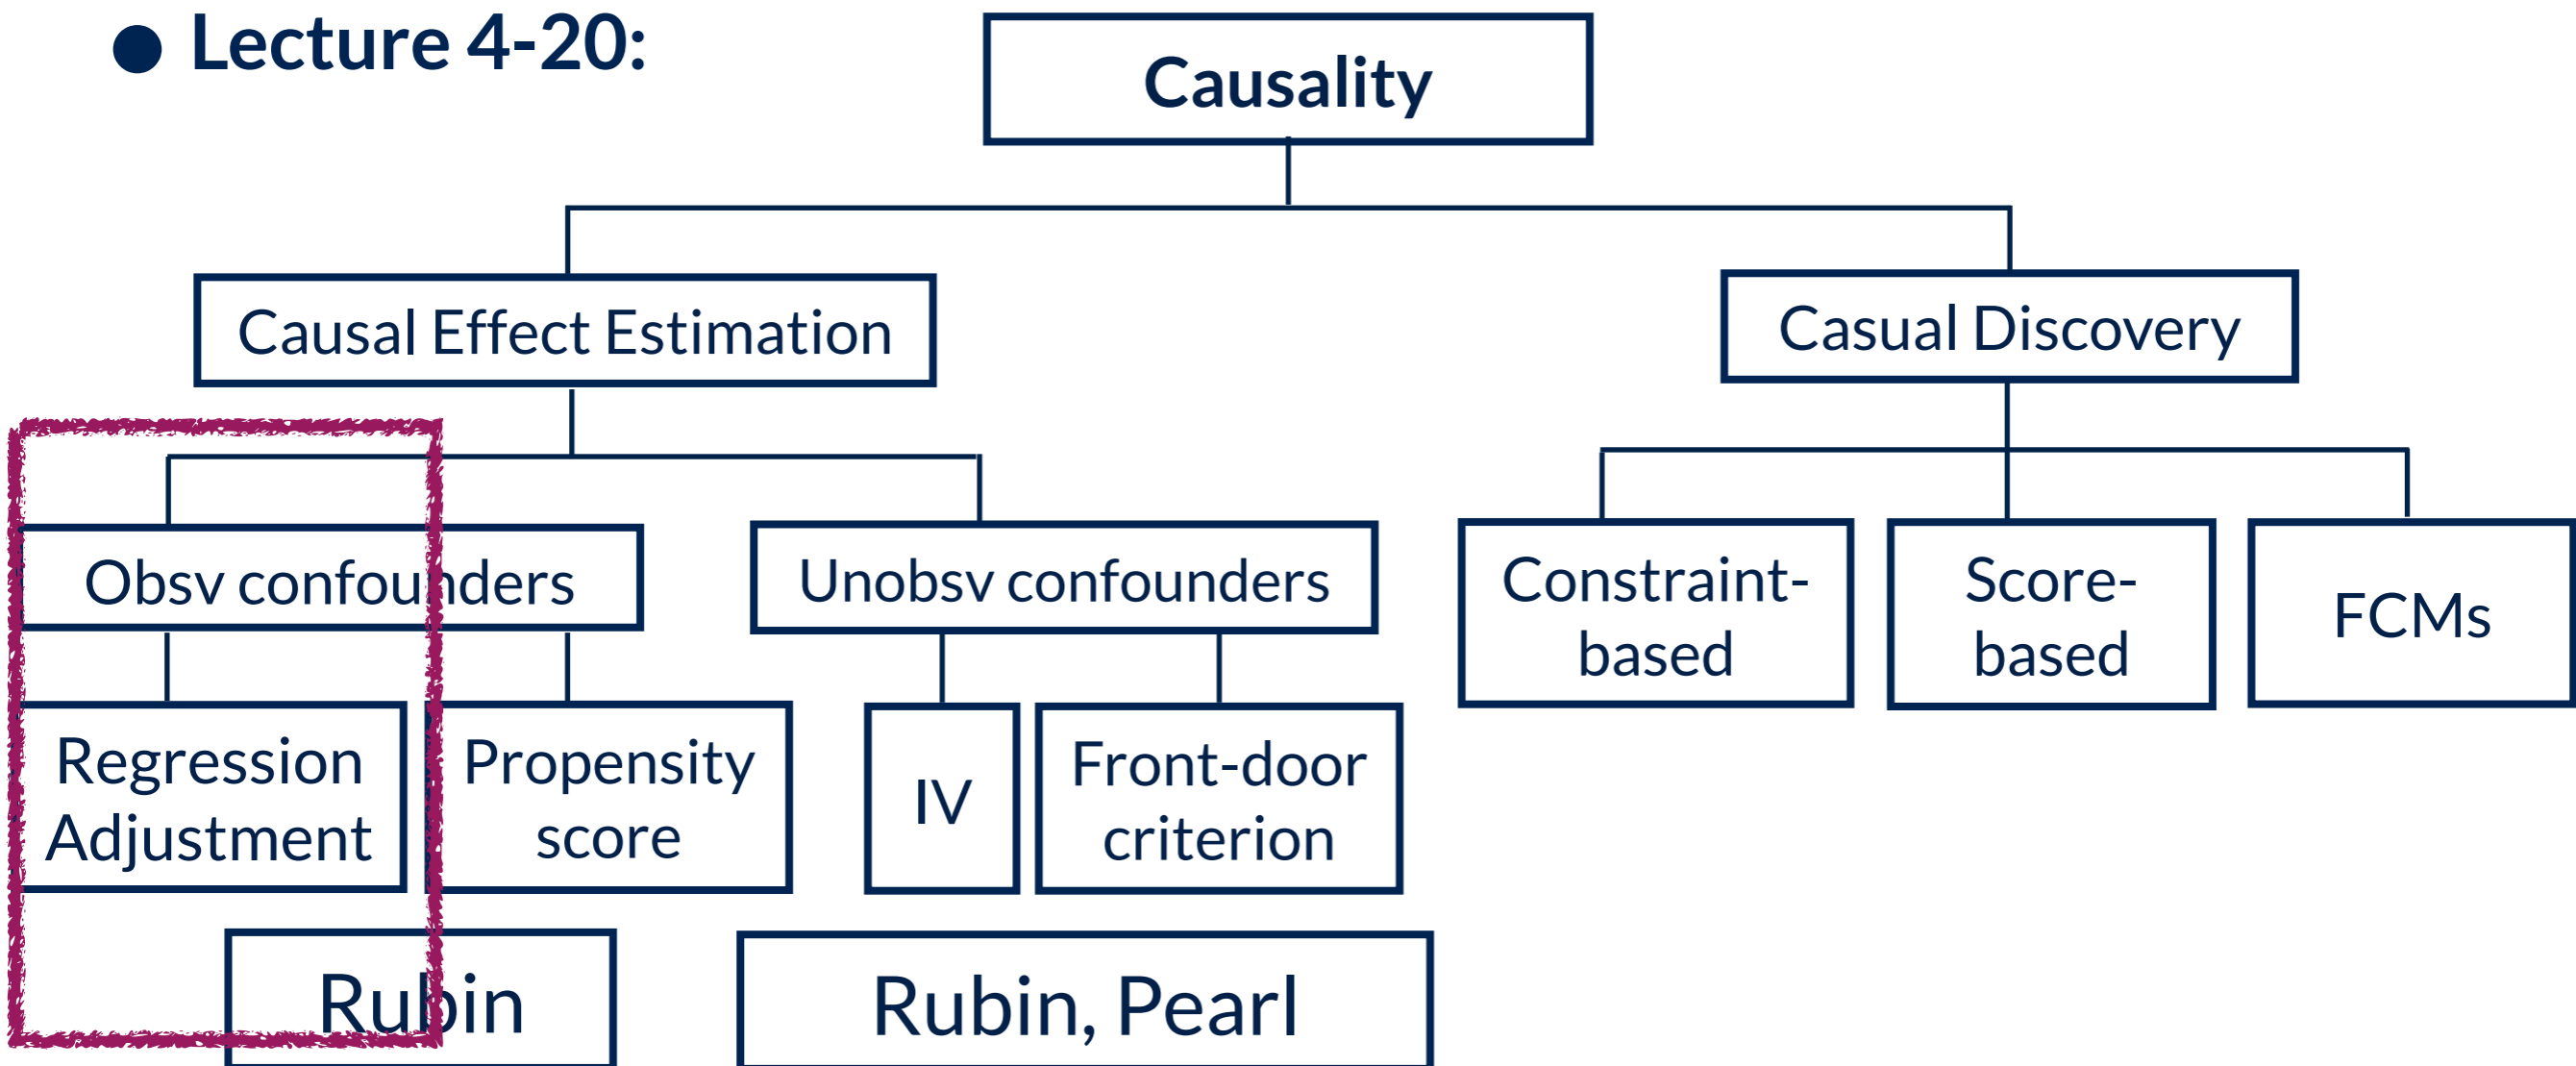 ● Lecture 4-20:
Causality
Causal Effect Estimation
Casual Discovery
Obsv confounders
Unobsv confounders
Constraint-
based
Score-
based
FCMs
Regression
Adjustment
Propensity
score
IV
Front-door
criterion
Rubin
Rubin, Pearl